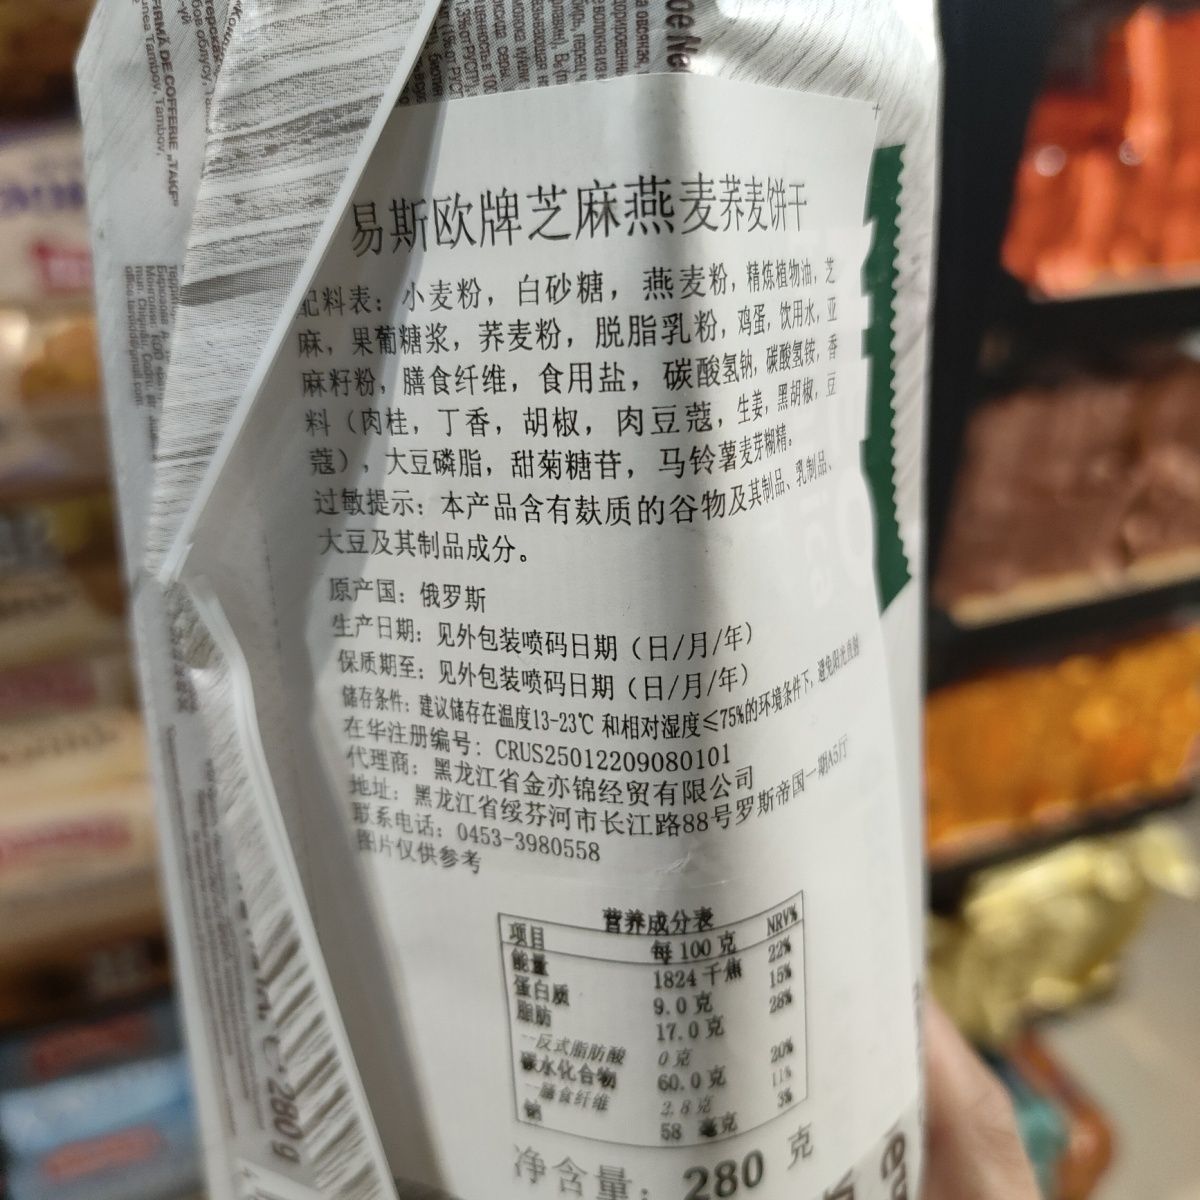 易斯欧牌芝麻燕麦荞麦饼干
配料表：小麦粉，白砂糖，燕麦粉，精炼植物油，芝
麻，果葡糖浆，荞麦粉，脱脂乳粉，鸡蛋，饮用水，亚
麻籽粉，膳食纤维，食用盐，碳酸氢钠，碳酸氢铵，香
料（肉桂，丁香，胡椒，肉豆蔻，生姜，黑胡椒，豆
蔻），大豆磷脂，甜菊糖苷，马铃薯麦芽糊精。
过敏提示：本产品含有麸质的谷物及其制品、乳制品、
大豆及其制品成分。
原产国：俄罗斯
生产日期：见外包装喷码日期（日/月/年）
保质期至：见外包装喷码日期（日/月/年）
储存条件：建议储存在温度13-23℃ 和相对湿度≤75%的环境条件下，避免阳光直射
在华注册编号：CRUS25012209080101
代理商：黑龙江省金亦锦经贸有限公司
地址：黑龙江省绥芬河市长江路88号罗斯帝国一期A5厅
联系电话：0453-3980558
图片仅供参考
营养成分表
项目 每 100 克 NRV%
能量 1824 千焦 22%
蛋白质 9.0 克 15%
脂肪 17.0 克 28%
--反式脂肪酸 0 克
碳水化合物 60.0 克 20%
--膳食纤维 2.8 克 11%
钠 58 毫克 3%
净含量：280 克
280 g